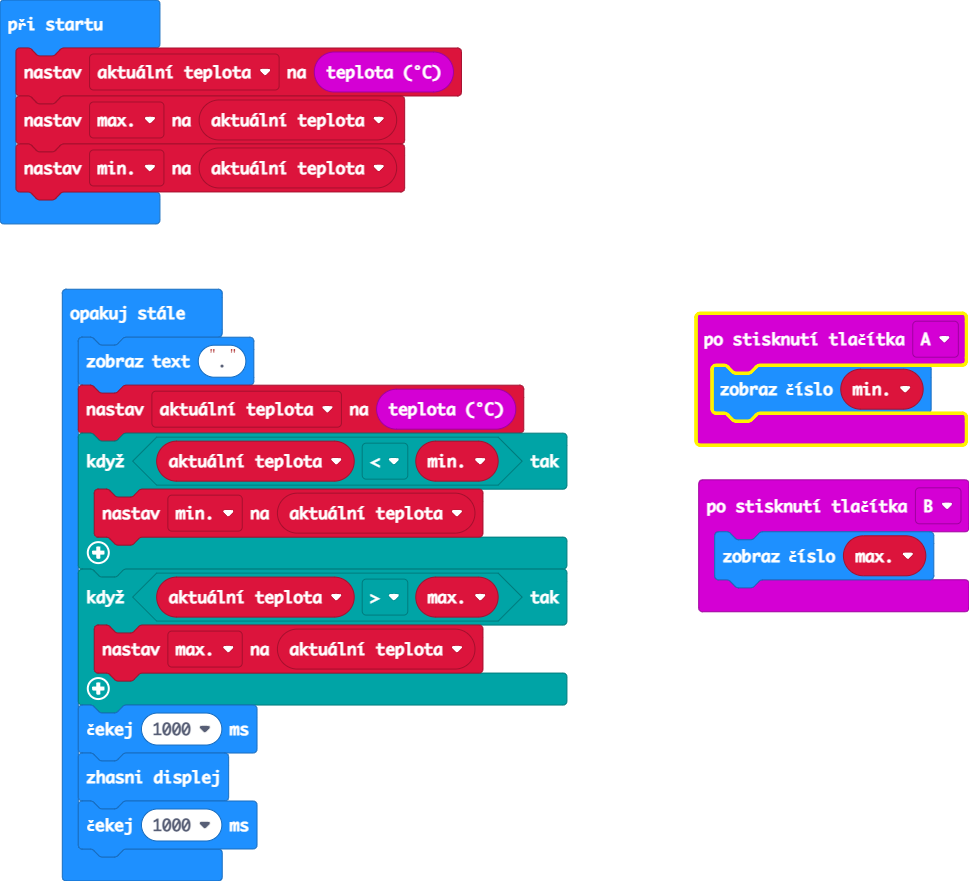 při startu
nastav aktuální teplota na teplota (°C)
nastav max. na aktuální teplota
nastav min. na aktuální teplota
opakuj stále
zobraz text "."
nastav aktuální teplota na teplota (°C)
když aktuální teplota < min. tak
nastav min. na aktuální teplota
když aktuální teplota > max. tak
nastav max. na aktuální teplota
čekej 1000 ms
zhasni displej
čekej 1000 ms
po stisknutí tlačítka A
zobraz číslo min.
po stisknutí tlačítka B
zobraz číslo max.